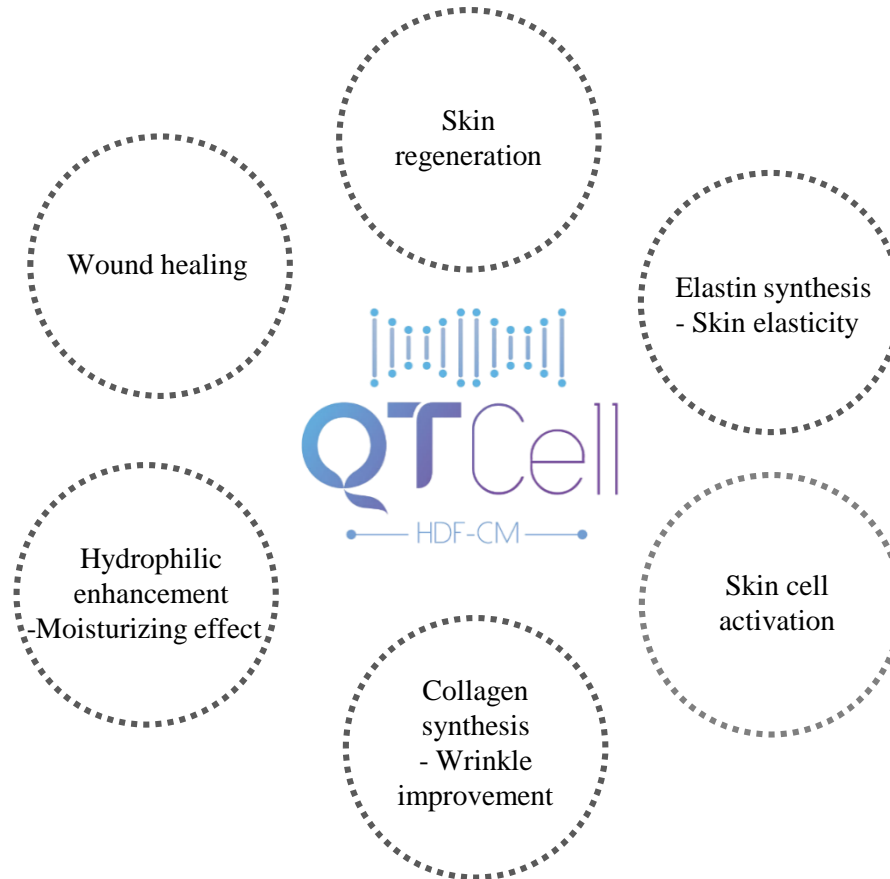 Skin
regeneration
Wound healing
Elastin synthesis
- Skin elasticity
QTCell
HDF-CM
Hydrophilic
enhancement
-Moisturizing effect
Skin cell
activation
Collagen
synthesis
- Wrinkle
improvement